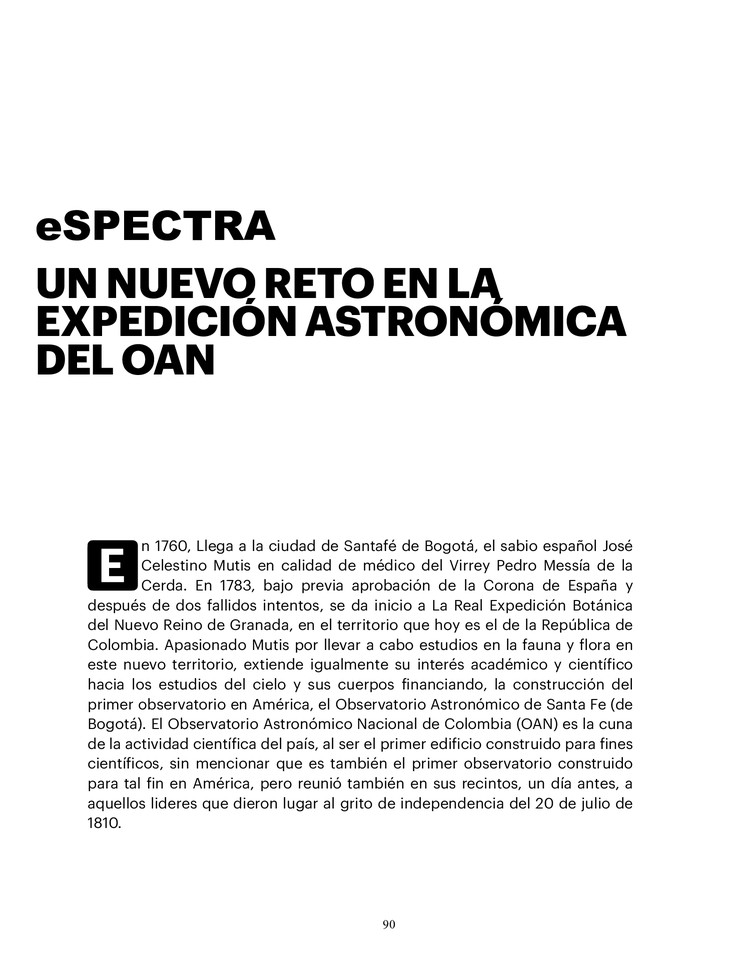 eSPECTRA
UN NUEVO RETO EN LA
EXPEDICIÓN ASTRONÓMICA
DEL OAN
En 1760, Llega a la ciudad de Santafé de Bogotá, el sabio español José
Celestino Mutis en calidad de médico del Virrey Pedro Messía de la
Cerda. En 1783, bajo previa aprobación de la Corona de España y
después de dos fallidos intentos, se da inicio a La Real Expedición Botánica
del Nuevo Reino de Granada, en el territorio que hoy es el de la República de
Colombia. Apasionado Mutis por llevar a cabo estudios en la fauna y flora en
este nuevo territorio, extiende igualmente su interés académico y científico
hacia los estudios del cielo y sus cuerpos financiando, la construcción del
primer observatorio en América, el Observatorio Astronómico de Santa Fe (de
Bogotá). El Observatorio Astronómico Nacional de Colombia (OAN) es la cuna
de la actividad científica del país, al ser el primer edificio construido para fines
científicos, sin mencionar que es también el primer observatorio construido
para tal fin en América, pero reunió también en sus recintos, un día antes, a
aquellos lideres que dieron lugar al grito de independencia del 20 de julio de
1810.
90